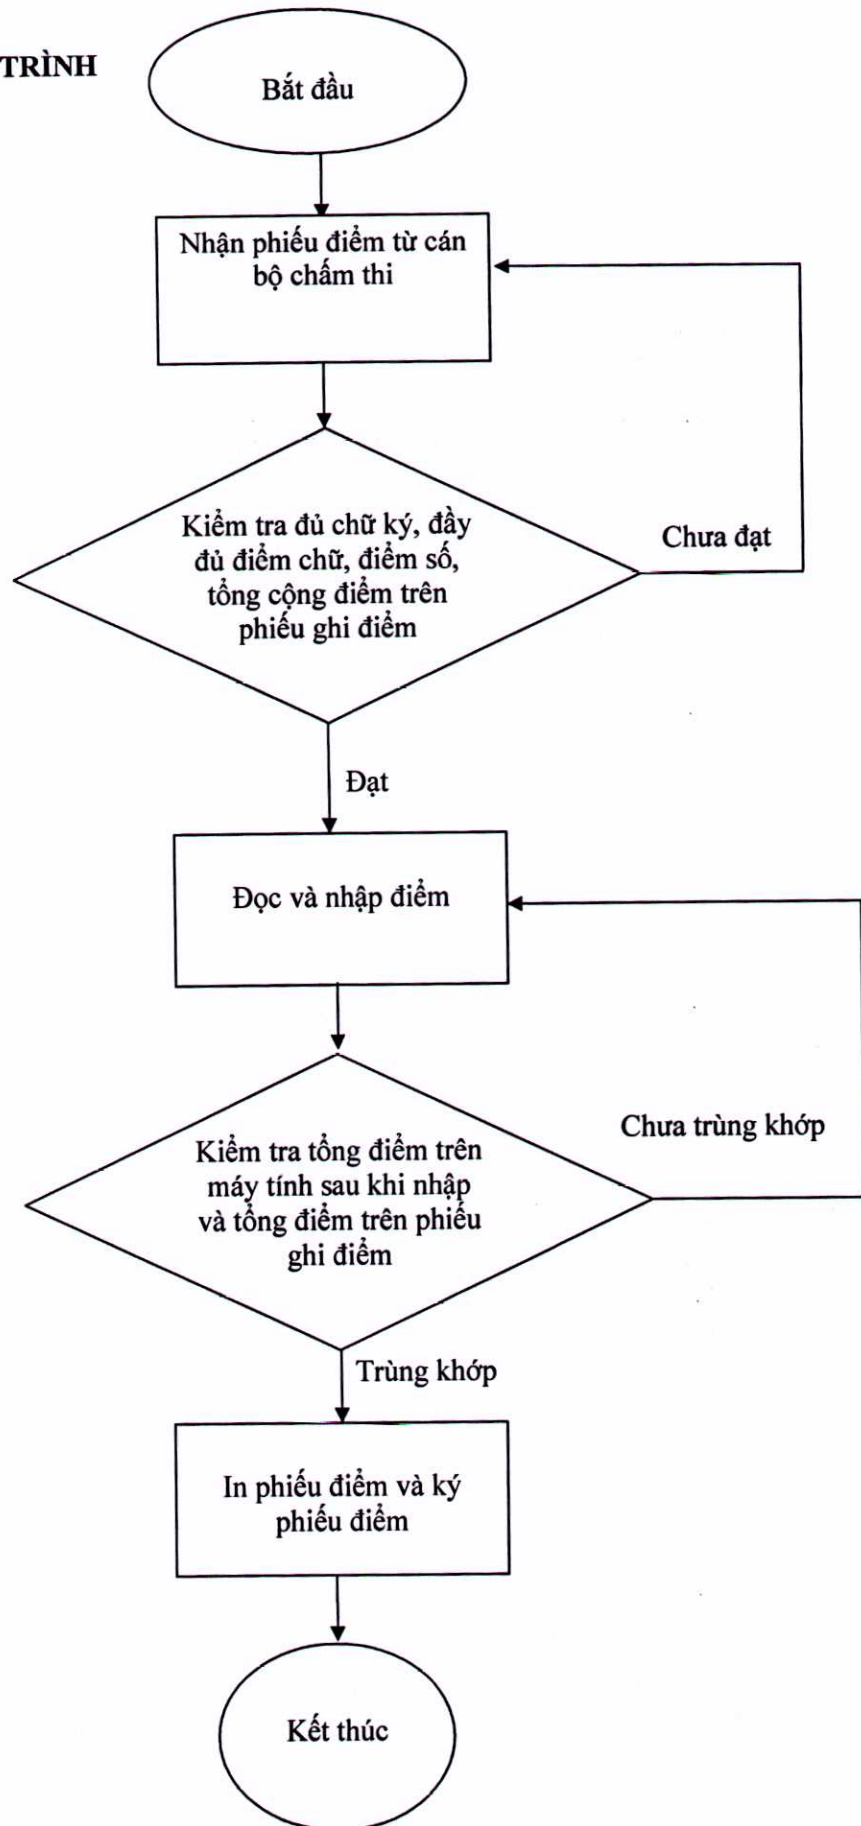 TRÌNH
Bắt đầu
Nhận phiếu điểm từ cán
bộ chấm thi
Kiểm tra đủ chữ ký, đầy
đủ điểm chữ, điểm số,
tổng cộng điểm trên
phiếu ghi điểm
Chưa đạt
Đạt
Đọc và nhập điểm
Chưa trùng khớp
Kiểm tra tổng điểm trên
máy tính sau khi nhập
và tổng điểm trên phiếu
ghi điểm
Trùng khớp
In phiếu điểm và ký
phiếu điểm
Kết thúc